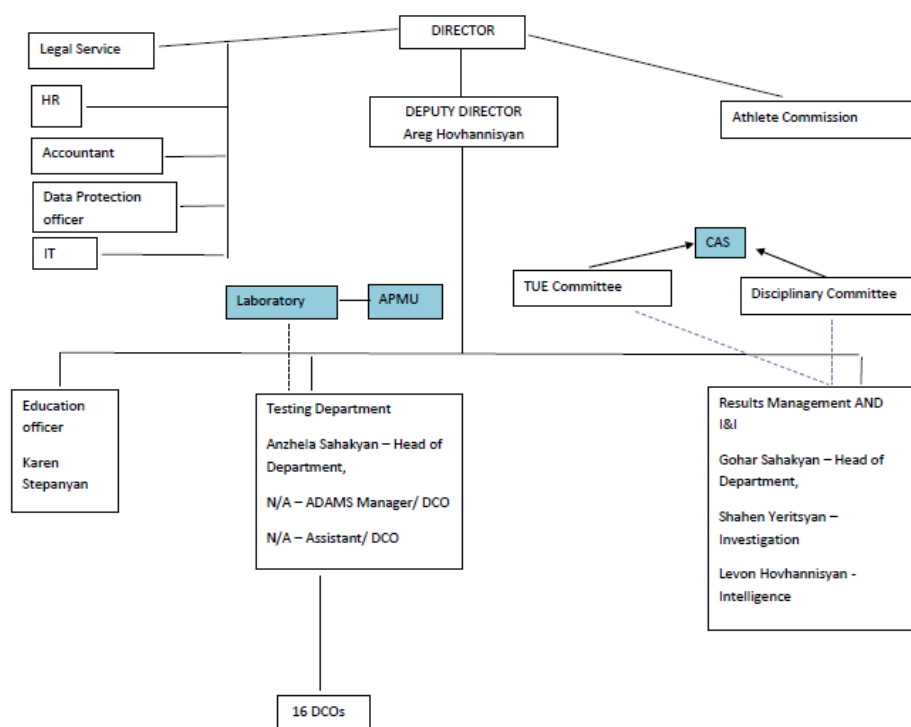 DIRECTOR
Legal Service
HR
DEPUTY DIRECTOR
Areg Hovhannisyan
Athlete Commission
Accountant
Data Protection
officer
IT
CAS
TUE Committee
Disciplinary Committee
Laboratory
APMU
Education
officer
Karen
Stepanyan
Testing Department
Anzhela Sahakyan – Head of
Department,
N/A – ADAMS Manager/ DCO
N/A – Assistant/ DCO
Results Management AND
I&I
Gohar Sahakyan – Head of
Department,
Shahen Yeritsyan –
Investigation
Levon Hovhannisyan -
Intelligence
16 DCOs